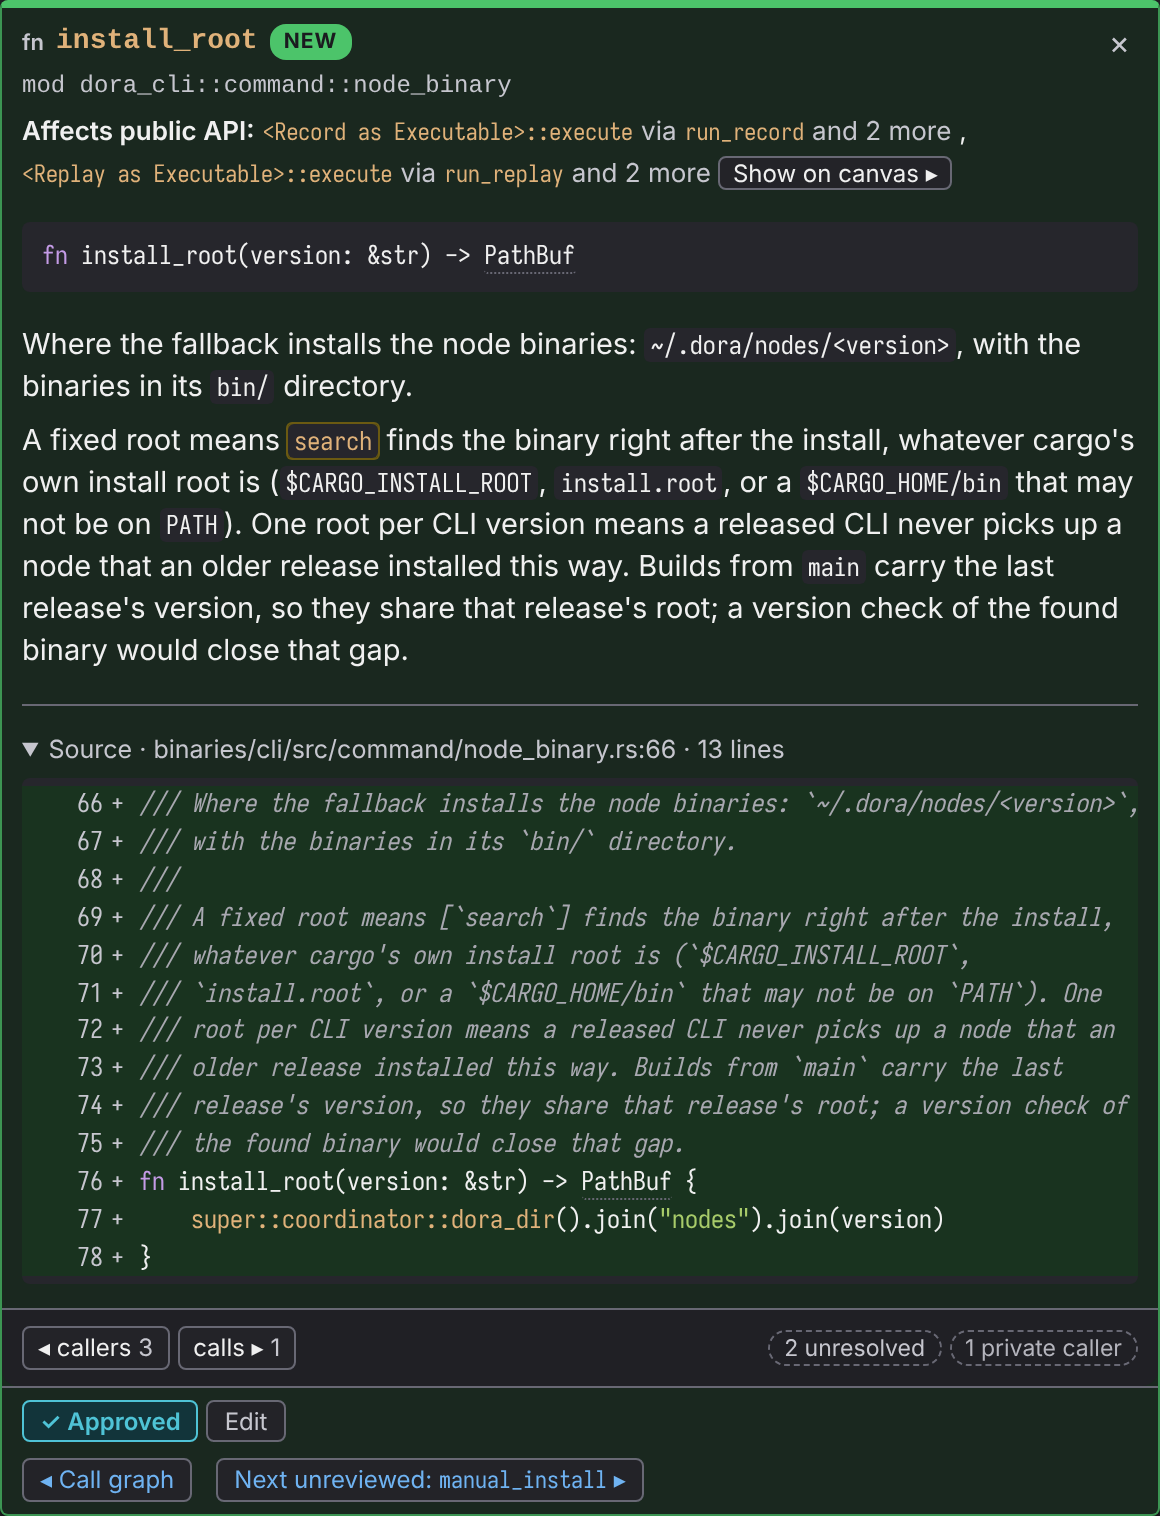 fn install_root NEW ×
mod dora_cli::command::node_binary
Affects public API: <Record as Executable>::execute via run_record and 2 more ,
<Replay as Executable>::execute via run_replay and 2 more Show on canvas ▸
fn install_root(version: &str) -> PathBuf
Where the fallback installs the node binaries: ~/.dora/nodes/<version>, with the
binaries in its bin/ directory.
A fixed root means search finds the binary right after the install, whatever cargo's
own install root is ($CARGO_INSTALL_ROOT, install.root, or a $CARGO_HOME/bin that may
not be on PATH). One root per CLI version means a released CLI never picks up a
node that an older release installed this way. Builds from main carry the last
release's version, so they share that release's root; a version check of the found
binary would close that gap.
▼ Source · binaries/cli/src/command/node_binary.rs:66 · 13 lines
66 + /// Where the fallback installs the node binaries: `~/.dora/nodes/<version>`,
67 + /// with the binaries in its `bin/` directory.
68 + ///
69 + /// A fixed root means [`search`] finds the binary right after the install,
70 + /// whatever cargo's own install root is (`$CARGO_INSTALL_ROOT`,
71 + /// `install.root`, or a `$CARGO_HOME/bin` that may not be on `PATH`). One
72 + /// root per CLI version means a released CLI never picks up a node that an
73 + /// older release installed this way. Builds from `main` carry the last
74 + /// release's version, so they share that release's root; a version check of
75 + /// the found binary would close that gap.
76 + fn install_root(version: &str) -> PathBuf {
77 +     super::coordinator::dora_dir().join("nodes").join(version)
78 + }
◂ callers 3 calls ▸ 1 2 unresolved 1 private caller
✓ Approved Edit
◂ Call graph Next unreviewed: manual_install ▸